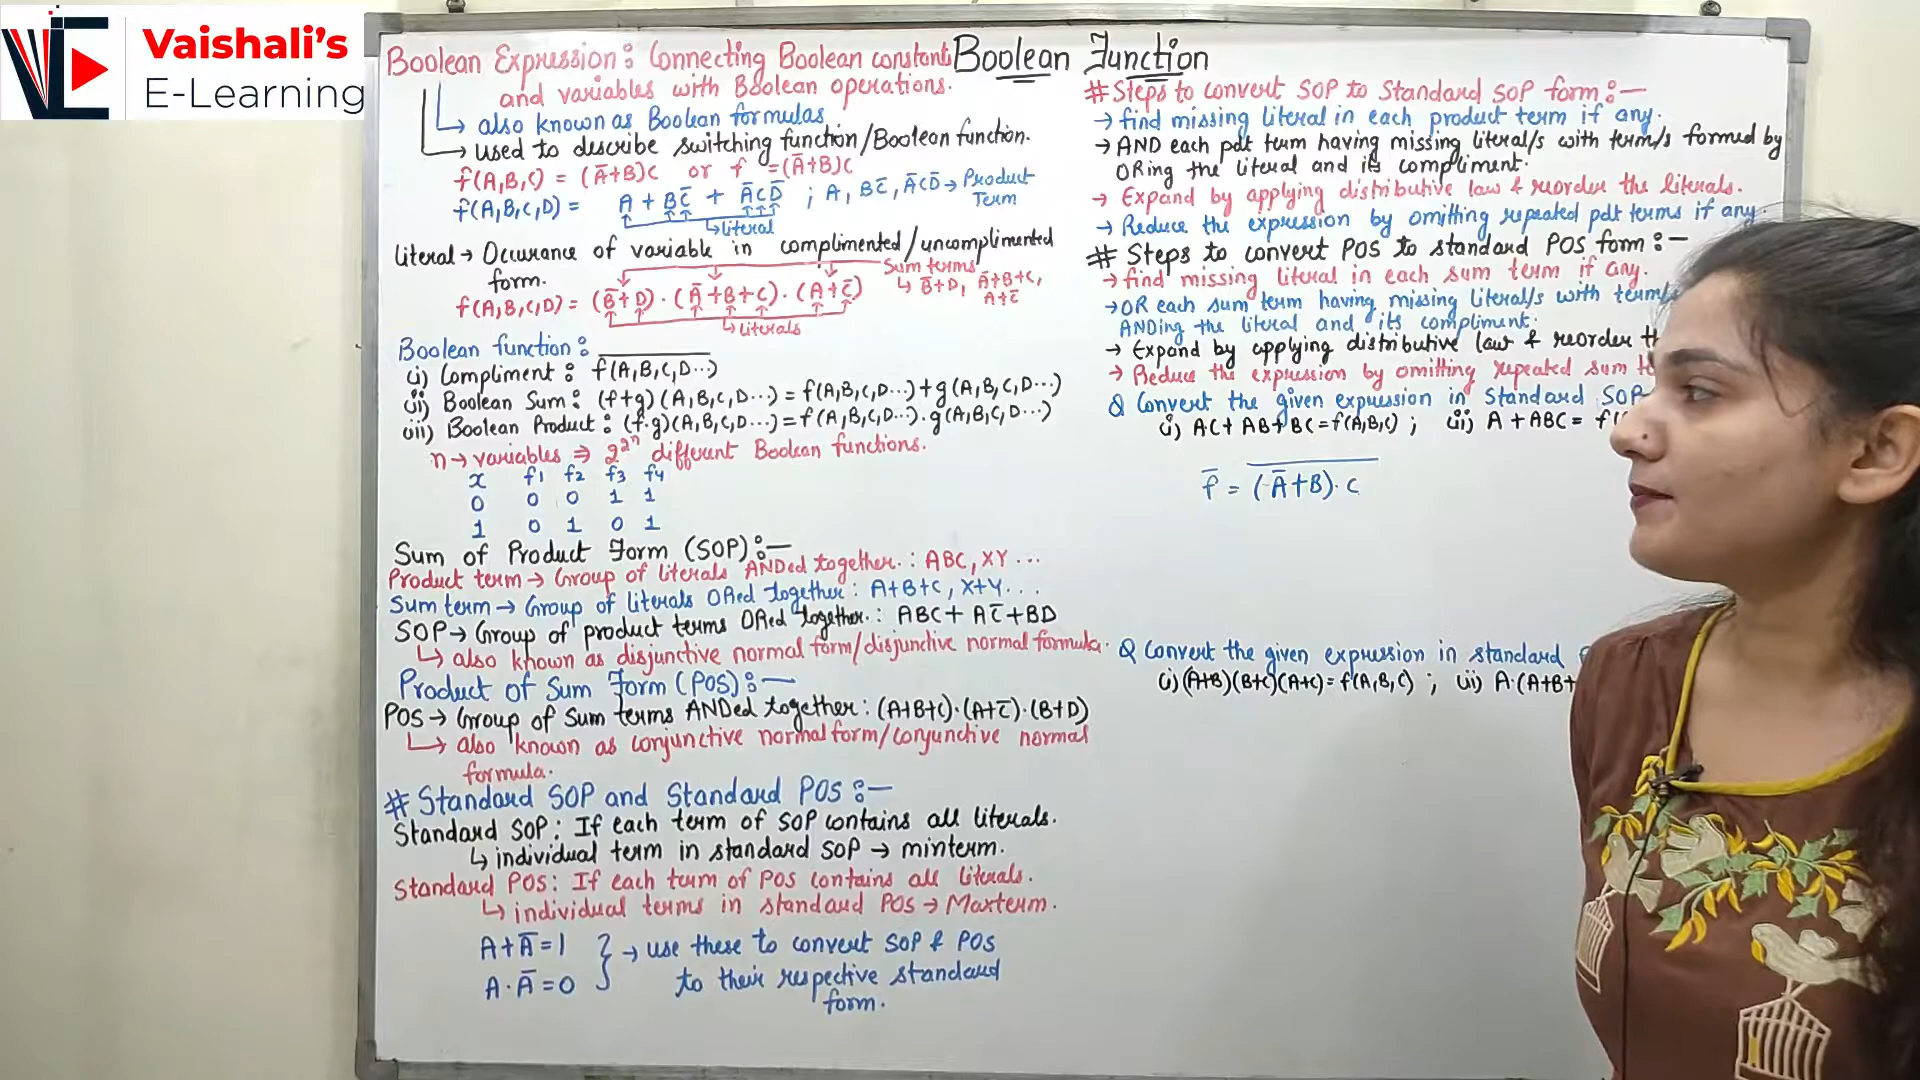 Vaishali's
E-Learning
Boolean Function
Boolean Expression: Connecting Boolean constant
and variables with Boolean operations.
↳ also known as Boolean formulas
↳ used to describe switching function/Boolean function.
f(A,B,C) = (A̅+B)C or f =(A̅+B)C
f(A,B,C,D) = A + BC̅ + A̅CD̅ ; A, BC̅, A̅CD̅ → Product
Term
↳literal
Literal → Occurance of variable in complimented/uncomplimented
form.
Sum terms
↳ B̅+D, A̅+B+C,
A+C̅
f(A,B,C,D) = (B̅+D)·(A̅+B+C)·(A+C̅)
↳literals
Boolean function:
(i) Compliment : f̅(̅A̅,̅B̅,̅C̅,̅D̅·̅·̅·̅)̅
(ii) Boolean Sum: (f+g)(A,B,C,D···) = f(A,B,C,D···)+g(A,B,C,D···)
(iii) Boolean Product : (f·g)(A,B,C,D···)=f(A,B,C,D···).g(A,B,C,D···)
n→variables ⇒ 2^2^n different Boolean functions.
x f1 f2 f3 f4
0 0 0 1 1
1 0 1 0 1
Sum of Product Form (SOP):—
Product term → Group of literals ANDed together. : ABC, XY ...
Sum term → Group of literals ORed together : A+B+C, X+Y...
SOP → Group of product terms ORed together. : ABC + AC̅ + BD
↳ also known as disjunctive normal form/disjunctive normal formula.
Product of Sum Form (POS):—
POS → Group of Sum terms ANDed together : (A+B+C)·(A+C̅)·(B+D)
↳ also known as conjunctive normal form/conjunctive normal
formula.
# Standard SOP and Standard POS :—
Standard SOP: If each term of SOP contains all literals.
↳ individual term in standard SOP → minterm.
Standard POS: If each term of POS contains all literals.
↳ individual terms in standard POS → Maxterm.
A+A̅=1 } → use these to convert SOP & POS
A·A̅=0 to their respective standard
form.
# Steps to convert SOP to Standard SOP form :—
→ find missing literal in each product term if any.
→ AND each pdt term having missing literal/s with term/s formed by
ORing the literal and its compliment.
→ Expand by applying distributive law & reorder the literals.
→ Reduce the expression by omitting repeated pdt terms if any.
# Steps to convert POS to standard POS form :—
→ find missing literal in each sum term if any.
→ OR each sum term having missing literal/s with term/
ANDing the literal and its compliment.
→ Expand by applying distributive law & reorder th
→ Reduce the expression by omitting repeated sum t
Q Convert the given expression in Standard SOP
(i) AC+AB+BC=f(A,B,C) ; (ii) A+ABC = f(
f̅ = (̅A̅+̅B̅)̅·̅C̅
Q Convert the given expression in standard
(i) (A+B)(B+C)(A+C)=f(A,B,C) ; (ii) A·(A+B+